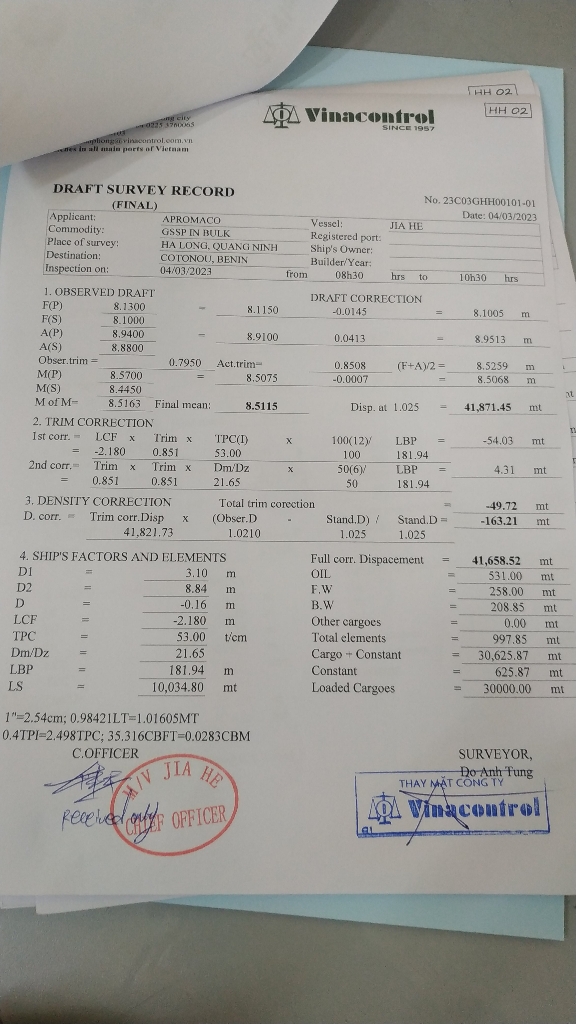 HH 02
HH 02
Vinacontrol
SINCE 1957
city
0225 3760065
@vinacontrol.com.vn
in all main ports of Vietnam
DRAFT SURVEY RECORD
(FINAL)
No. 23C03GHH00101-01
Date: 04/03/2023
Applicant: APROMACO Vessel: JIA HE
Commodity: GSSP IN BULK Registered port:
Place of survey: HA LONG, QUANG NINH Ship's Owner:
Destination: COTONOU, BENIN Builder/Year:
Inspection on: 04/03/2023 from 08h30 hrs to 10h30 hrs
1. OBSERVED DRAFT DRAFT CORRECTION
F(P) 8.1300 = 8.1150 -0.0145 = 8.1005 m
F(S) 8.1000
A(P) 8.9400 = 8.9100 0.0413 = 8.9513 m
A(S) 8.8800
Obser.trim = 0.7950 Act.trim= 0.8508 (F+A)/2 = 8.5259 m
M(P) 8.5700 = 8.5075 -0.0007 = 8.5068 m
M(S) 8.4450
M of M= 8.5163 Final mean: 8.5115 Disp. at 1.025 = 41,871.45 mt
2. TRIM CORRECTION
1st corr. = LCF x Trim x TPC(I) x 100(12)/ LBP = -54.03 mt
= -2.180 0.851 53.00 100 181.94
2nd corr.= Trim x Trim x Dm/Dz x 50(6)/ LBP 4.31 mt
= 0.851 0.851 21.65 50 181.94
Total trim corection = -49.72 mt
3. DENSITY CORRECTION
D. corr. = Trim corr.Disp x (Obser.D - Stand.D) / Stand.D = -163.21 mt
41,821.73 1.0210 1.025 1.025
4. SHIP'S FACTORS AND ELEMENTS Full corr. Dispacement = 41,658.52 mt
D1 = 3.10 m OIL = 531.00 mt
D2 = 8.84 m F.W = 258.00 mt
D = -0.16 m B.W = 208.85 mt
LCF = -2.180 m Other cargoes = 0.00 mt
TPC = 53.00 t/cm Total elements = 997.85 mt
Dm/Dz = 21.65 Cargo + Constant = 30,625.87 mt
LBP = 181.94 m Constant = 625.87 mt
LS = 10,034.80 mt Loaded Cargoes = 30000.00 mt
1"=2.54cm; 0.98421LT=1.01605MT
0.4TPI=2.498TPC; 35.316CBFT=0.0283CBM
C.OFFICER SURVEYOR,
Do Anh Tung
M/V JIA HE
CHIEF OFFICER
Received only
THAY MẶT CÔNG TY
Vinacontrol